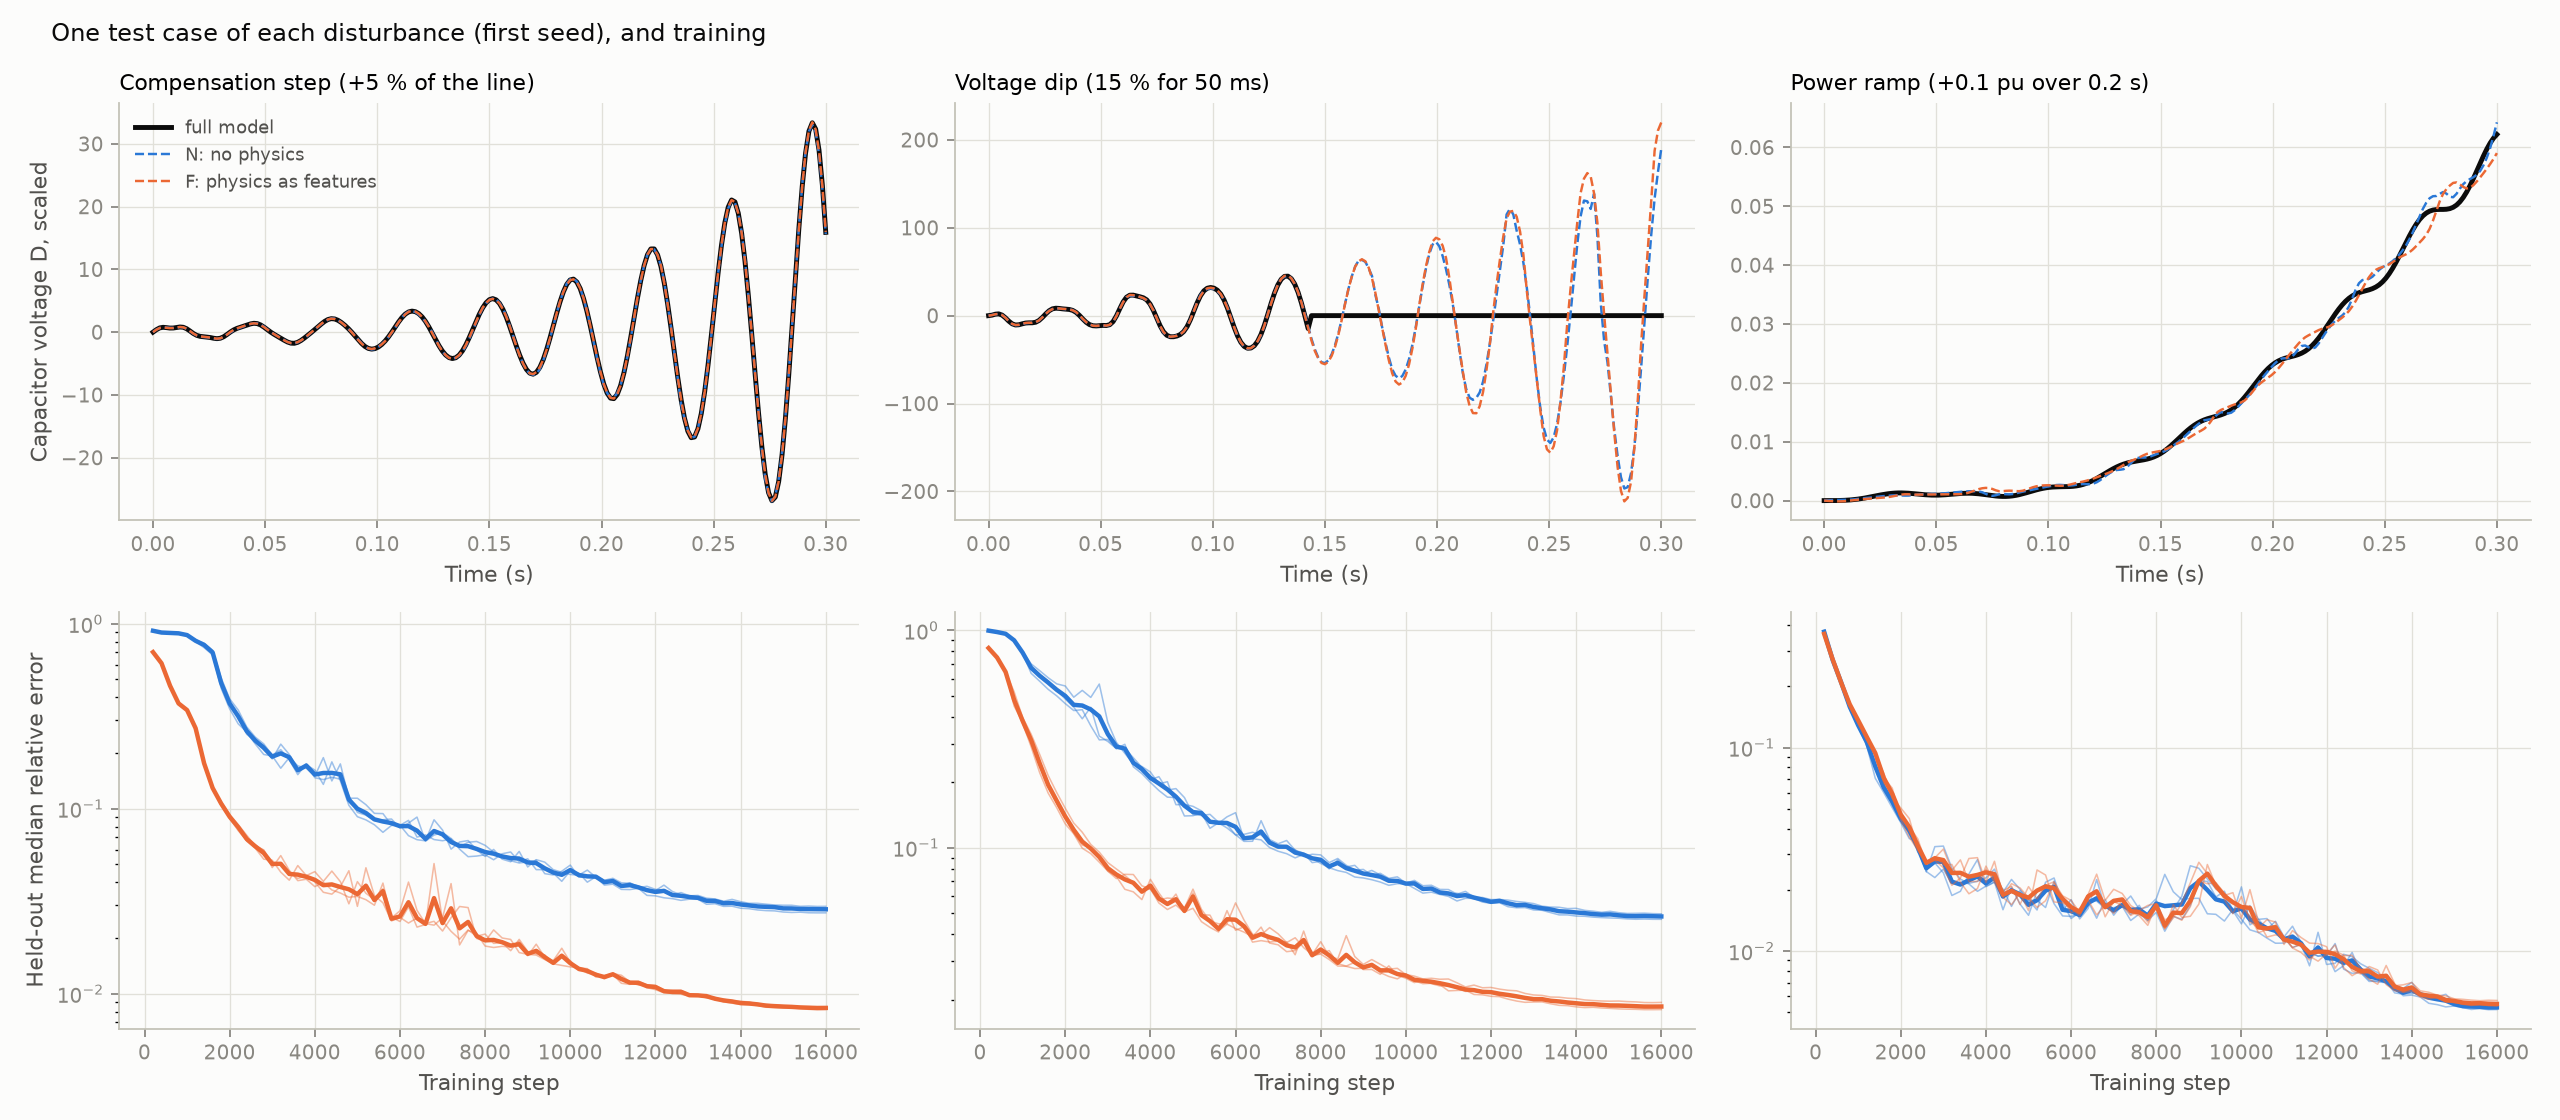 One test case of each disturbance (first seed), and training
Compensation step (+5 % of the line)
Voltage dip (15 % for 50 ms)
Power ramp (+0.1 pu over 0.2 s)
full model
N: no physics
F: physics as features
Capacitor voltage D, scaled
30
20
10
0
−10
−20
0.00 0.05 0.10 0.15 0.20 0.25 0.30
Time (s)
200
100
0
−100
−200
0.00 0.05 0.10 0.15 0.20 0.25 0.30
Time (s)
0.06
0.05
0.04
0.03
0.02
0.01
0.00
0.00 0.05 0.10 0.15 0.20 0.25 0.30
Time (s)
Held-out median relative error
10⁰
10⁻¹
10⁻²
0 2000 4000 6000 8000 10000 12000 14000 16000
Training step
10⁰
10⁻¹
0 2000 4000 6000 8000 10000 12000 14000 16000
Training step
10⁻¹
10⁻²
0 2000 4000 6000 8000 10000 12000 14000 16000
Training step